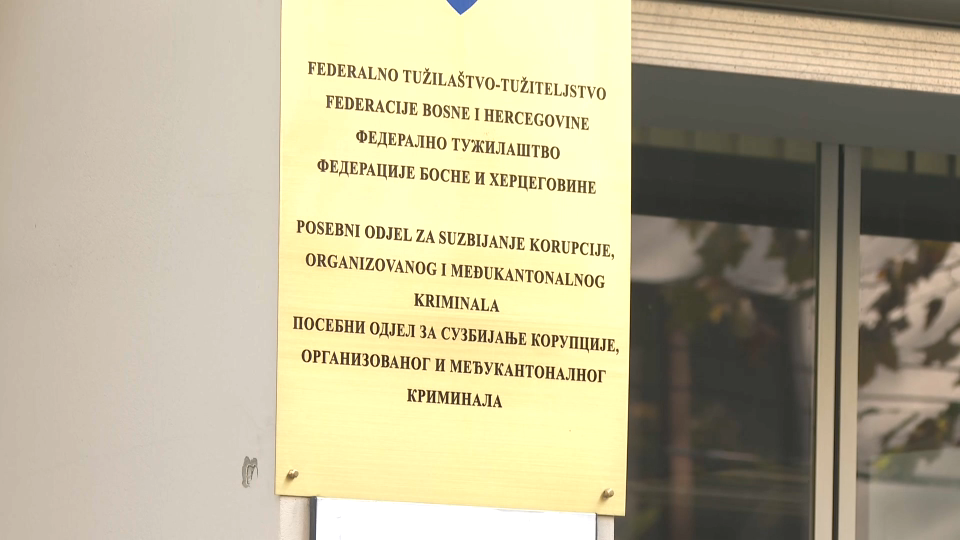 FEDERALNO TUŽILAŠTVO-TUŽITELJSTVO
FEDERACIJE BOSNE I HERCEGOVINE
ФЕДЕРАЛНО ТУЖИЛАШТВО
ФЕДЕРАЦИЈЕ БОСНЕ И ХЕРЦЕГОВИНЕ
POSEBNI ODJEL ZA SUZBIJANJE KORUPCIJE,
ORGANIZOVANOG I MEĐUKANTONALNOG
KRIMINALA
ПОСЕБНИ ОДЈЕЛ ЗА СУЗБИЈАЊЕ КОРУПЦИЈЕ,
ОРГАНИЗОВАНОГ И МЕЂУКАНТОНАЛНОГ
КРИМИНАЛА